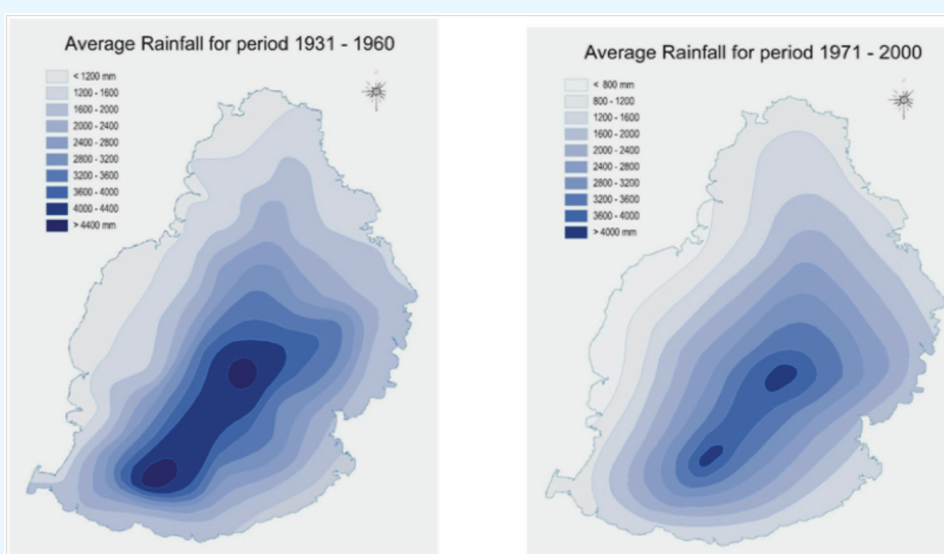 Average Rainfall for period 1931 - 1960
< 1200 mm
1200 - 1600
1600 - 2000
2000 - 2400
2400 - 2800
2800 - 3200
3200 - 3600
3600 - 4000
4000 - 4400
> 4400 mm
Average Rainfall for period 1971 - 2000
< 800 mm
800 - 1200
1200 - 1600
1600 - 2000
2000 - 2400
2400 - 2800
2800 - 3200
3200 - 3600
3600 - 4000
> 4000 mm